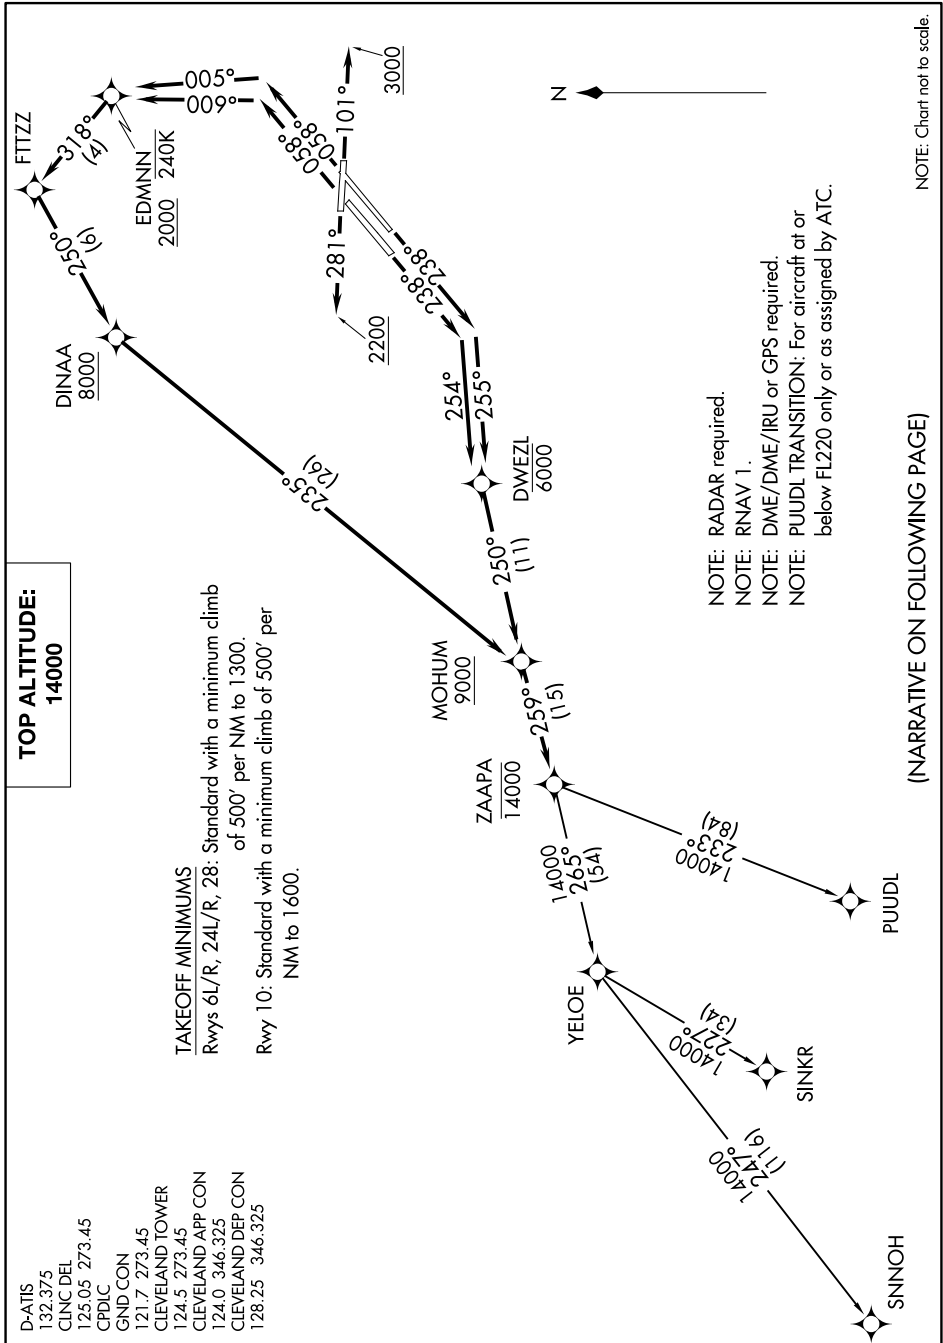 D-ATIS
132.375
CLNC DEL
125.05 273.45
CPDLC
GND CON
121.7 273.45
CLEVELAND TOWER
124.5 273.45
CLEVELAND APP CON
124.0 346.325
CLEVELAND DEP CON
128.25 346.325
TOP ALTITUDE:
14000
TAKEOFF MINIMUMS
Rwys 6L/R, 24L/R, 28: Standard with a minimum climb
of 500' per NM to 1300.
Rwy 10: Standard with a minimum climb of 500' per
NM to 1600.
FTTZZ
318°
(4)
EDMNN
2000 240K
005°
009°
250°
(6)
DINAA
8000
058°
058°
101°
3000
281°
2200
238°
238°
N
235°
(26)
254°
255°
DWEZL
6000
250°
(11)
MOHUM
9000
259°
(15)
ZAAPA
14000
14000
265°
(54)
14000
233°
(84)
PUUDL
YELOE
14000
227°
(34)
SINKR
14000
247°
(116)
SNNOH
NOTE: RADAR required.
NOTE: RNAV 1.
NOTE: DME/DME/IRU or GPS required.
NOTE: PUUDL TRANSITION: For aircraft at or
below FL220 only or as assigned by ATC.
(NARRATIVE ON FOLLOWING PAGE)
NOTE: Chart not to scale.